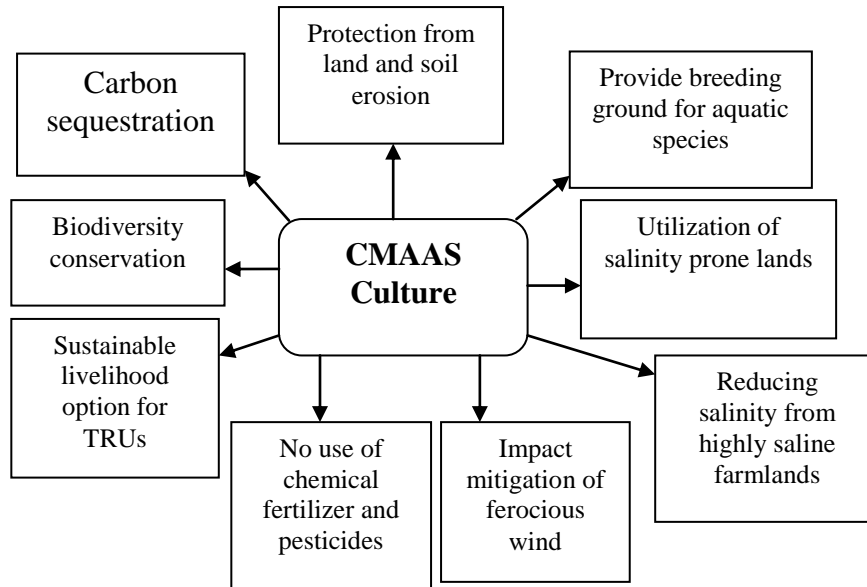 Protection from
land and soil
erosion
Carbon
sequestration
Provide breeding
ground for aquatic
species
Biodiversity
conservation
CMAAS
Culture
Utilization of
salinity prone lands
Sustainable
livelihood
option for
TRUs
Reducing
salinity from
highly saline
farmlands
No use of
chemical
fertilizer and
pesticides
Impact
mitigation of
ferocious
wind